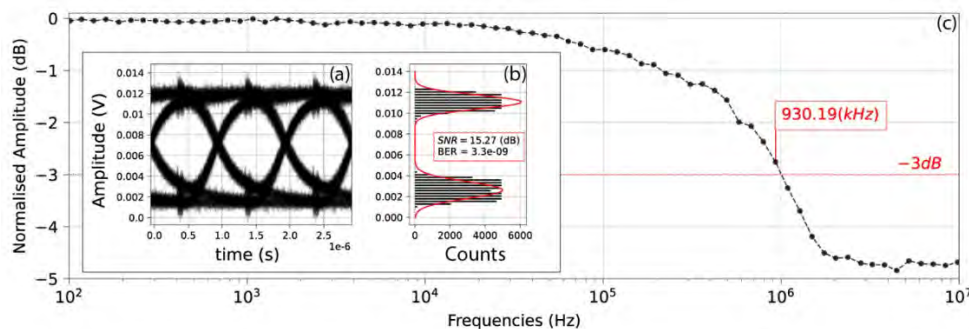 Normalised Amplitude (dB)
0
−1
−2
−3
−4
−5
10²
10³
10⁴
10⁵
10⁶
10⁷
Frequencies (Hz)
(c)
930.19(kHz)
−3dB
Amplitude (V)
0.014
0.012
0.010
0.008
0.006
0.004
0.002
0.0
(a)
0.0
0.5
1.0
1.5
2.0
2.5
1e-6
time (s)
0.014
0.012
0.010
0.008
0.006
0.004
0.002
0.000
(b)
SNR = 15.27 (dB)
BER = 3.3e-09
0
2000
4000
6000
Counts